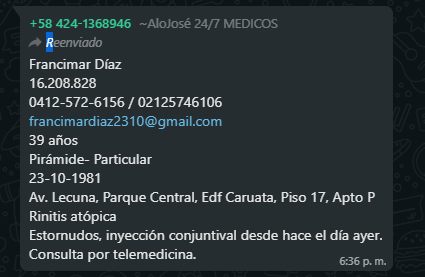 +58 424-1368946 ~AloJosé 24/7 MEDICOS
Reenviado
Francimar Díaz
16.208.828
0412-572-6156 / 02125746106
francimardiaz2310@gmail.com
39 años
Pirámide- Particular
23-10-1981
Av. Lecuna, Parque Central, Edf Caruata, Piso 17, Apto P
Rinitis atópica
Estornudos, inyección conjuntival desde hace el día ayer.
Consulta por telemedicina.
6:36 p. m.